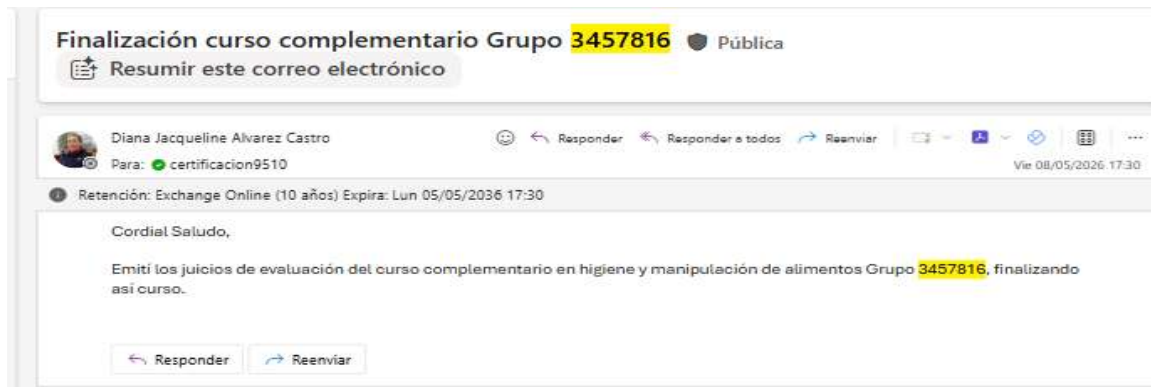 Finalización curso complementario Grupo 3457816 Pública
Resumir este correo electrónico
Diana Jacqueline Alvarez Castro
Responder Responder a todos Reenviar
Para: certificacion9510
Vie 08/05/2026 17:30
Retención: Exchange Online (10 años) Expira: Lun 05/05/2036 17:30
Cordial Saludo,
Emití los juicios de evaluación del curso complementario en higiene y manipulación de alimentos Grupo 3457816, finalizando
así curso.
Responder Reenviar